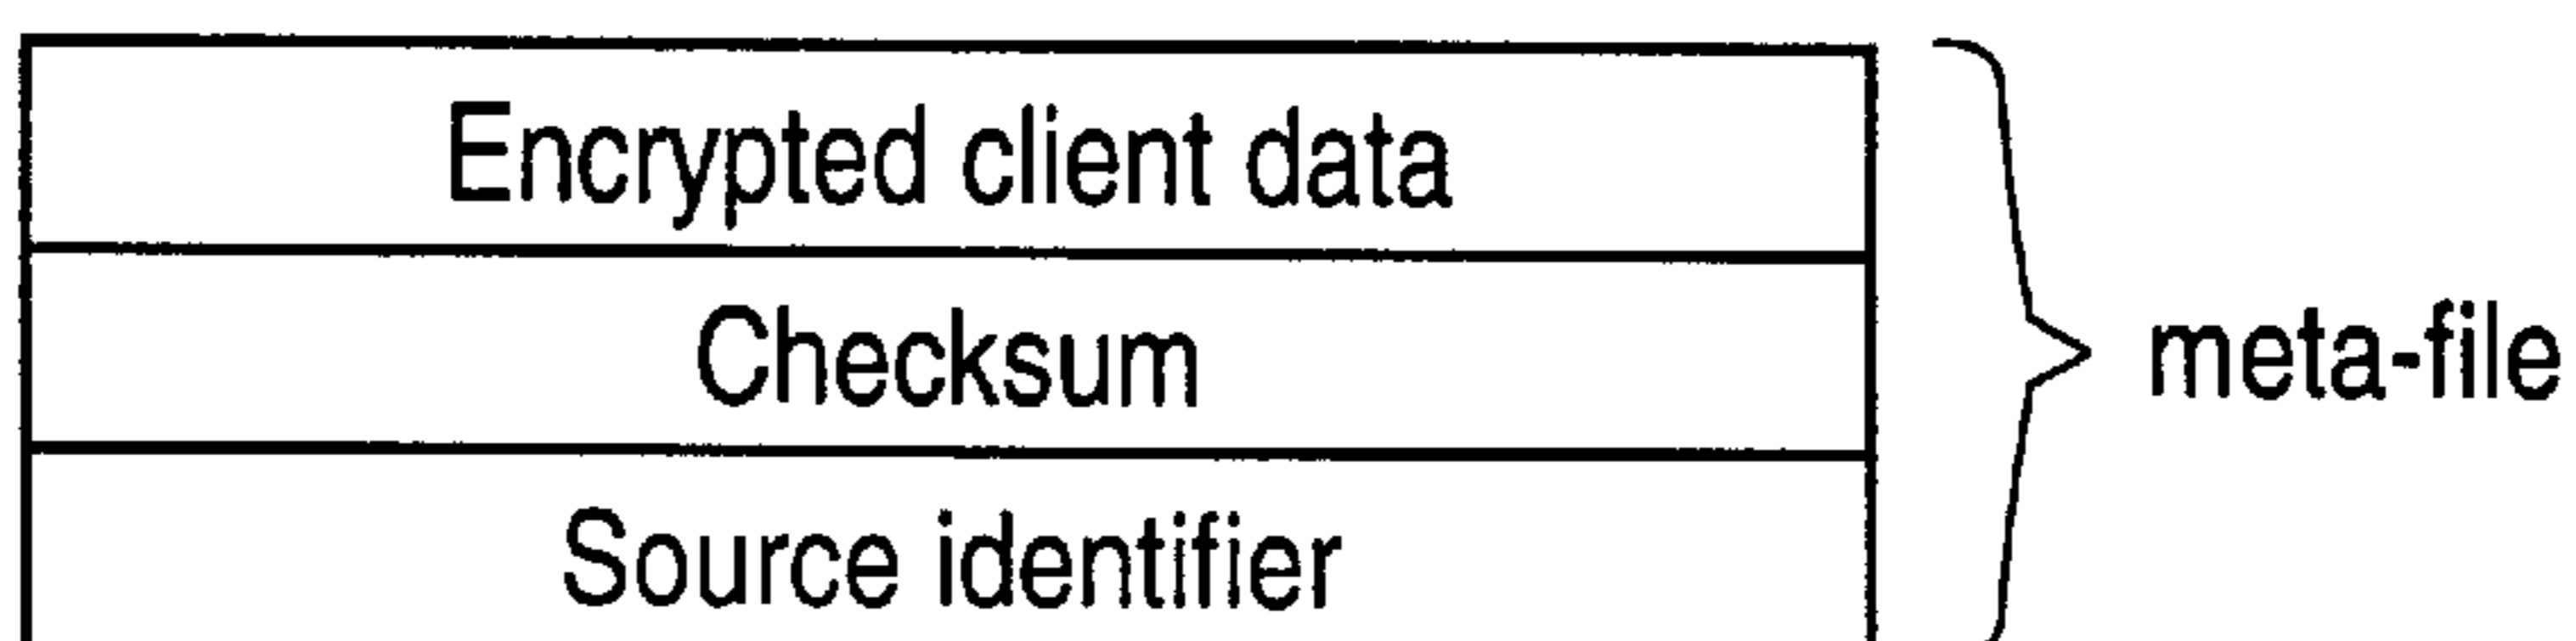 Encrypted client data
Checksum
meta-file
Source identifier